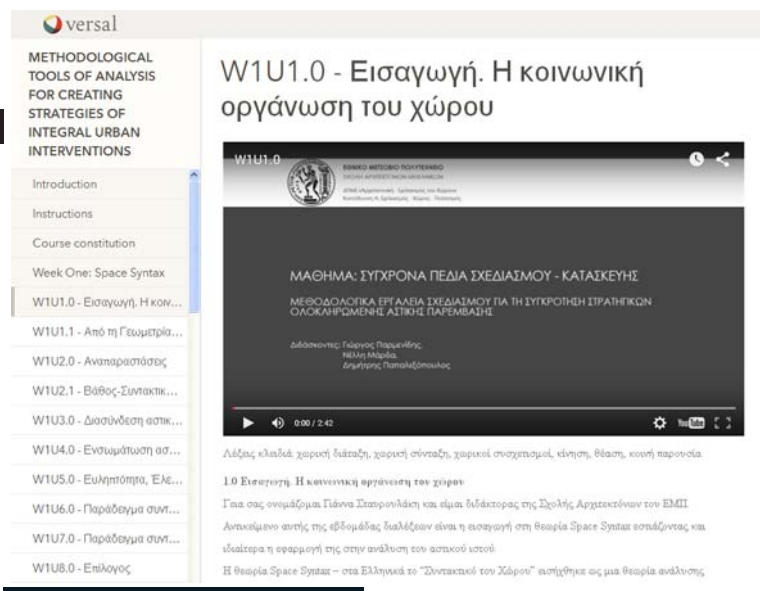 versal
METHODOLOGICAL
TOOLS OF ANALYSIS
FOR CREATING
STRATEGIES OF
INTEGRAL URBAN
INTERVENTIONS
Introduction
Instructions
Course constitution
Week One: Space Syntax
W1U1.0 - Εισαγωγή. Η κοιν...
W1U1.1 - Από τη Γεωμετρία...
W1U2.0 - Αναπαραστάσεις
W1U2.1 - Βάθος-Συντακτικ...
W1U3.0 - Διασύνδεση αστικ...
W1U4.0 - Ενσωμάτωση ασ...
W1U5.0 - Ευληπτότητα, Έλε...
W1U6.0 - Παράδειγμα συντ...
W1U7.0 - Παράδειγμα συντ...
W1U8.0 - Επίλογος
W1U1.0 - Εισαγωγή. Η κοινωνική
οργάνωση του χώρου
W1U1.0
ΕΘΝΙΚΟ ΜΕΤΣΟΒΙΟ ΠΟΛΥΤΕΧΝΕΙΟ
ΣΧΟΛΗ ΑΡΧΙΤΕΚΤΟΝΩΝ ΜΗΧΑΝΙΚΩΝ
ΜΑΘΗΜΑ: ΣΥΓΧΡΟΝΑ ΠΕΔΙΑ ΣΧΕΔΙΑΣΜΟΥ - ΚΑΤΑΣΚΕΥΗΣ
ΜΕΘΟΔΟΛΟΓΙΚΑ ΕΡΓΑΛΕΙΑ ΣΧΕΔΙΑΣΜΟΥ ΓΙΑ ΤΗ ΣΥΓΚΡΟΤΗΣΗ ΣΤΡΑΤΗΓΙΚΩΝ
ΟΛΟΚΛΗΡΩΜΕΝΗΣ ΑΣΤΙΚΗΣ ΠΑΡΕΜΒΑΣΗΣ
Διδάσκοντες: Γιώργος Παρμενίδης,
Νέλλη Μάρδα,
Δημήτρης Παπαλεξόπουλος
0:00 / 2:42
YouTube
Λέξεις κλειδιά: χωρική διάταξη, χωρική σύνταξη, χωρικοί συσχετισμοί, κίνηση, θέαση, κοινή παρουσία.
1.0 Εισαγωγή. Η κοινωνική οργάνωση του χώρου
Γεια σας ονομάζομαι Γιάννα Σταυρουλάκη και είμαι διδάκτορας της Σχολής Αρχιτεκτόνων του ΕΜΠ.
Αντικείμενο αυτής της εβδομάδας διαλέξεων είναι η εισαγωγή στη θεωρία Space Syntax εστιάζοντας και
ιδιαίτερα η εφαρμογή της στην ανάλυση του αστικού ιστού.
Η θεωρία Space Syntax – στα Ελληνικά το "Συντακτικό του Χώρου" εισήχθηκε ως μια θεωρία ανάλυσης